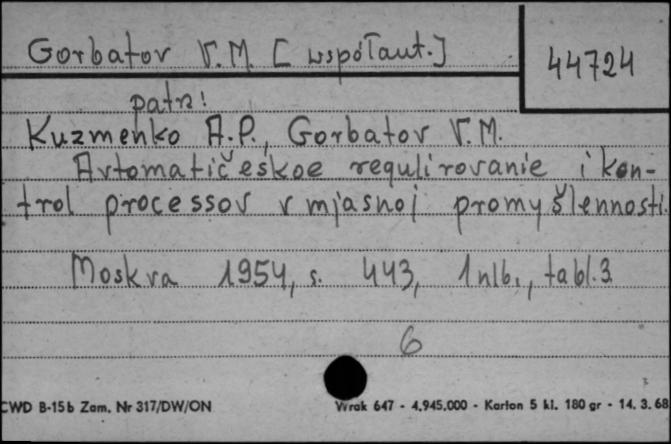 Gorbatov V.M. [współaut.]
44724
patrz!
Kuzmenko A.P., Gorbatov V.M.
Avtomatičeskoe regulirovanie i kon-
trol processov v mjasnoj promyšlennosti.
Moskva 1954, s. 443, 1 nlb., tabl. 3
6
CWD B-15b Zam. Nr 317/DW/ON
Wrak 647 - 4.945.000 - Karton 5 kl. 180 gr - 14. 3. 68